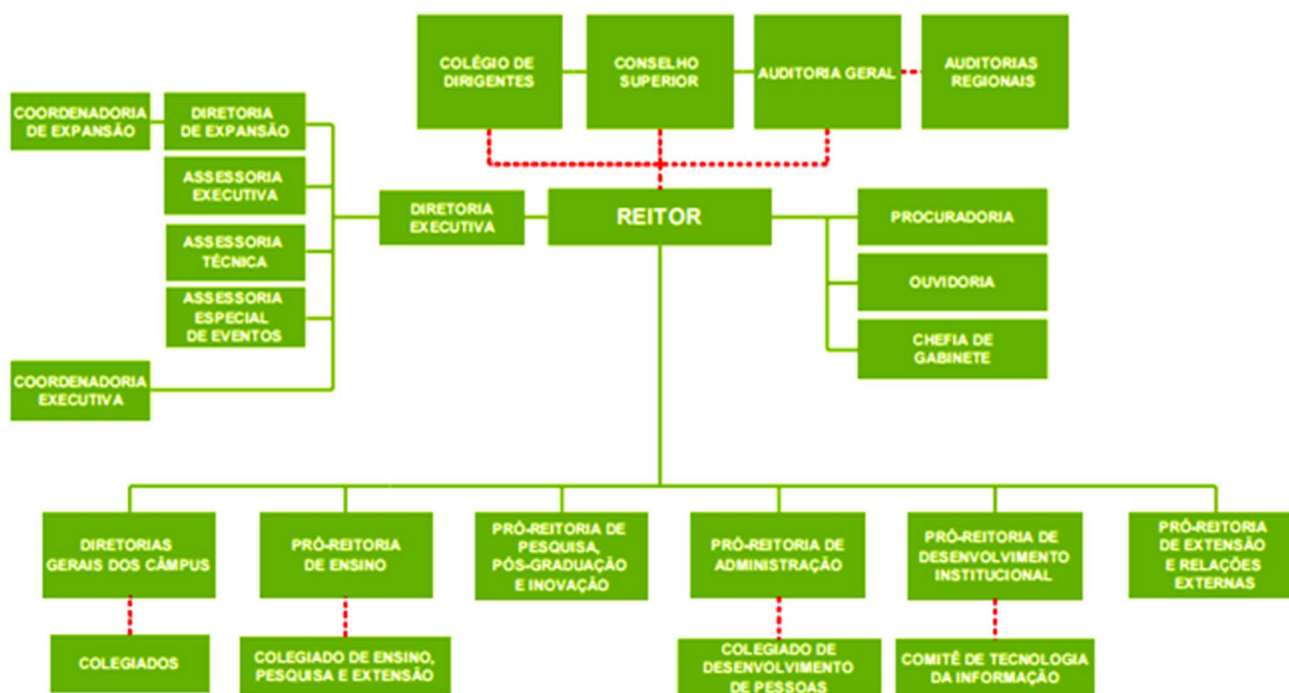 COLÉGIO DE
DIRIGENTES
CONSELHO
SUPERIOR
AUDITORIA GERAL
AUDITORIAS
REGIONAIS
COORDENADORIA
DE EXPANSÃO
DIRETORIA
DE EXPANSÃO
ASSESSORIA
EXECUTIVA
ASSESSORIA
TÉCNICA
ASSESSORIA
ESPECIAL
DE EVENTOS
COORDENADORIA
EXECUTIVA
DIRETORIA
EXECUTIVA
REITOR
PROCURADORIA
OUVIDORIA
CHEFIA DE
GABINETE
DIRETORIAS
GERAIS DOS CÂMPUS
PRÓ-REITORIA
DE ENSINO
PRÓ-REITORIA DE
PESQUISA,
PÓS-GRADUAÇÃO
E INOVAÇÃO
PRÓ-REITORIA DE
ADMINISTRAÇÃO
PRÓ-REITORIA DE
DESENVOLVIMENTO
INSTITUCIONAL
PRÓ-REITORIA
DE EXTENSÃO
E RELAÇÕES
EXTERNAS
COLEGIADOS
COLEGIADO DE ENSINO,
PESQUISA E EXTENSÃO
COLEGIADO DE
DESENVOLVIMENTO
DE PESSOAS
COMITÊ DE TECNOLOGIA
DA INFORMAÇÃO